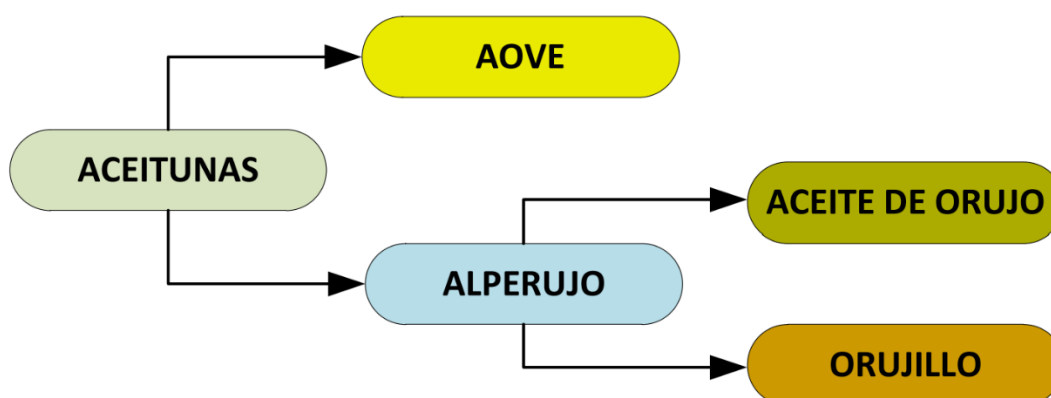 AOVE
ACEITUNAS
ACEITE DE ORUJO
ALPERUJO
ORUJILLO